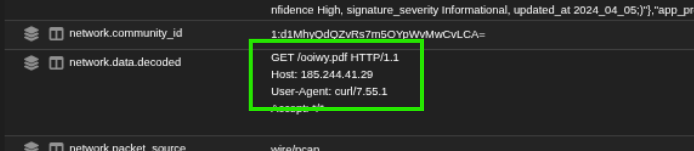 nfidence High, signature_severity Informational, updated_at 2024_04_05;)"},"app_pr
network.community_id 1:d1MhyQdQZvRs7m5OYpWvMwCvLCA=
network.data.decoded GET /ooiwy.pdf HTTP/1.1
Host: 185.244.41.29
User-Agent: curl/7.55.1
Accept: */*
network.packet_source wire/pcap